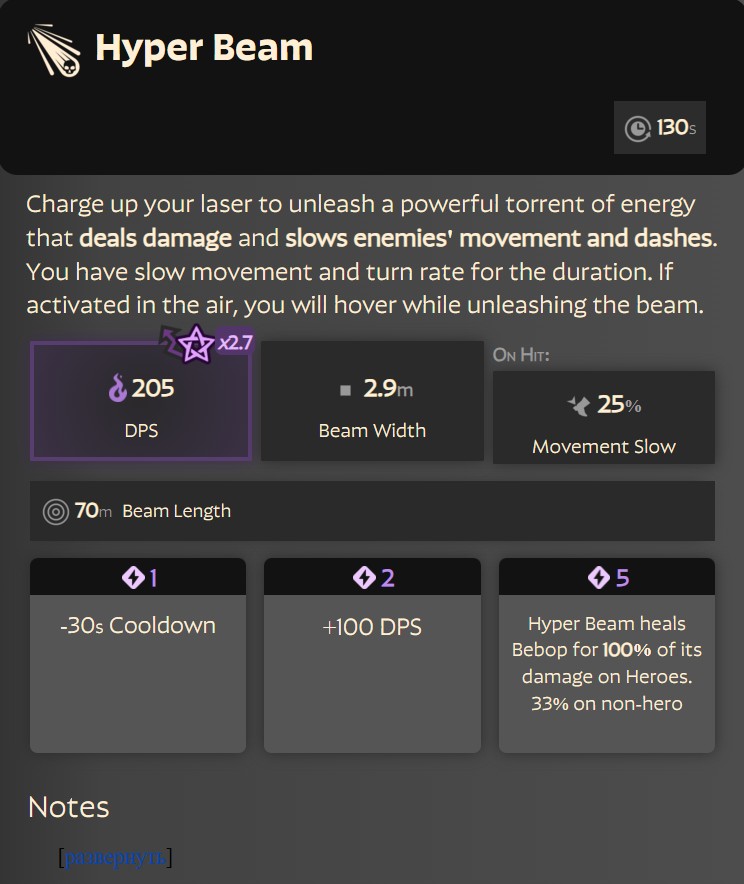 Hyper Beam
130s
Charge up your laser to unleash a powerful torrent of energy
that deals damage and slows enemies' movement and dashes.
You have slow movement and turn rate for the duration. If
activated in the air, you will hover while unleashing the beam.
x2.7
205
DPS
2.9m
Beam Width
On Hit:
25%
Movement Slow
70m Beam Length
1
-30s Cooldown
2
+100 DPS
5
Hyper Beam heals
Bebop for 100% of its
damage on Heroes.
33% on non-hero
Notes
[развернуть]